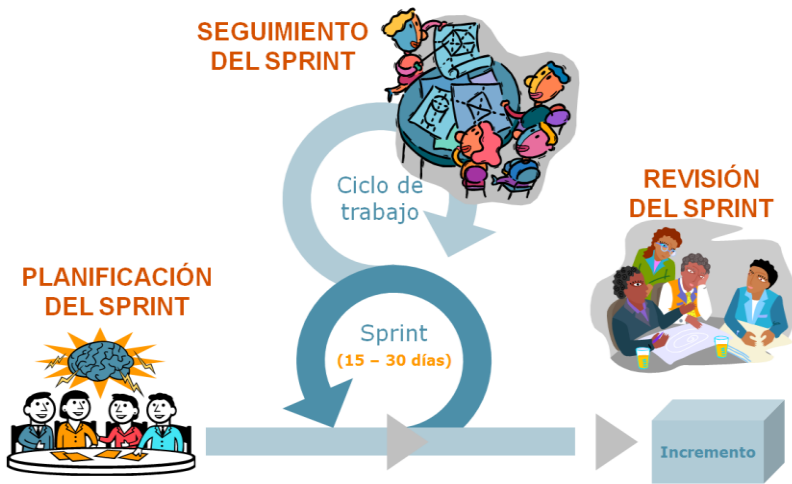 SEGUIMIENTO
DEL SPRINT
Ciclo de
trabajo
REVISIÓN
DEL SPRINT
PLANIFICACIÓN
DEL SPRINT
Sprint
(15 – 30 días)
Incremento